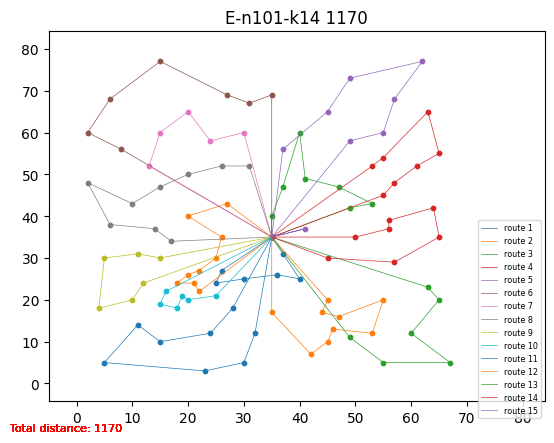 E-n101-k14 1170
80
70
60
50
40
30
20
10
0
0
10
20
30
40
50
60
70
80
route 1
route 2
route 3
route 4
route 5
route 6
route 7
route 8
route 9
route 10
route 11
route 12
route 13
route 14
route 15
Total distance: 1170